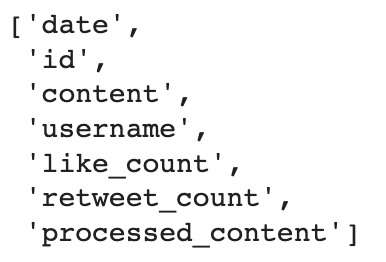 ['date',
'id',
'content',
'username',
'like_count',
'retweet_count',
'processed_content']